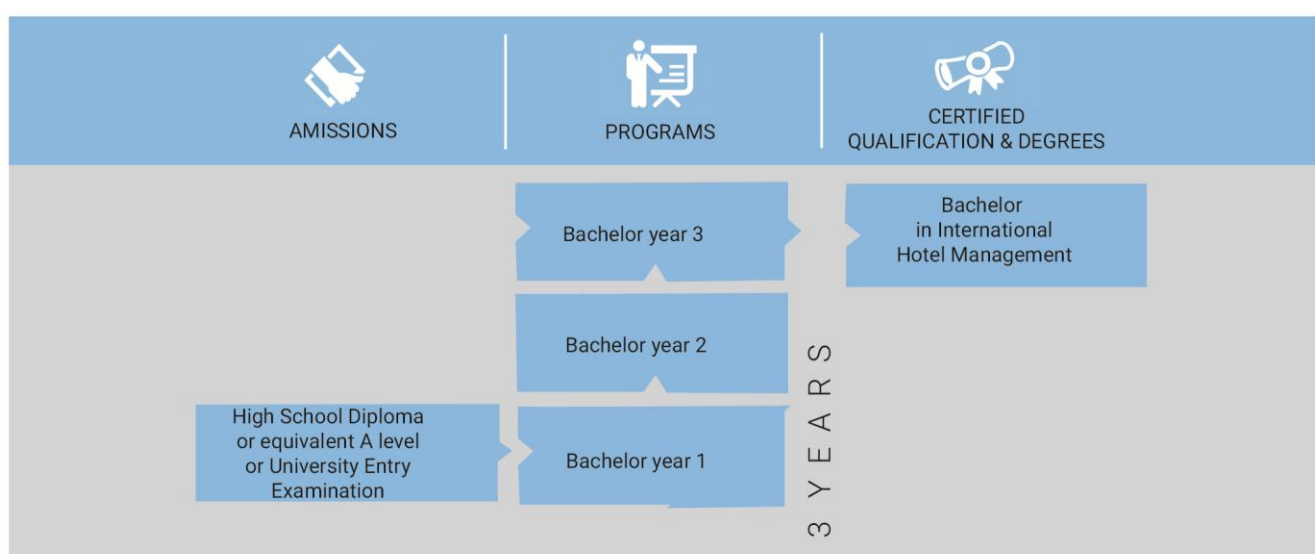 AMISSIONS
PROGRAMS
CERTIFIED
QUALIFICATION & DEGREES
Bachelor year 3
Bachelor
in International
Hotel Management
Bachelor year 2
High School Diploma
or equivalent A level
or University Entry
Examination
Bachelor year 1
3 YEARS